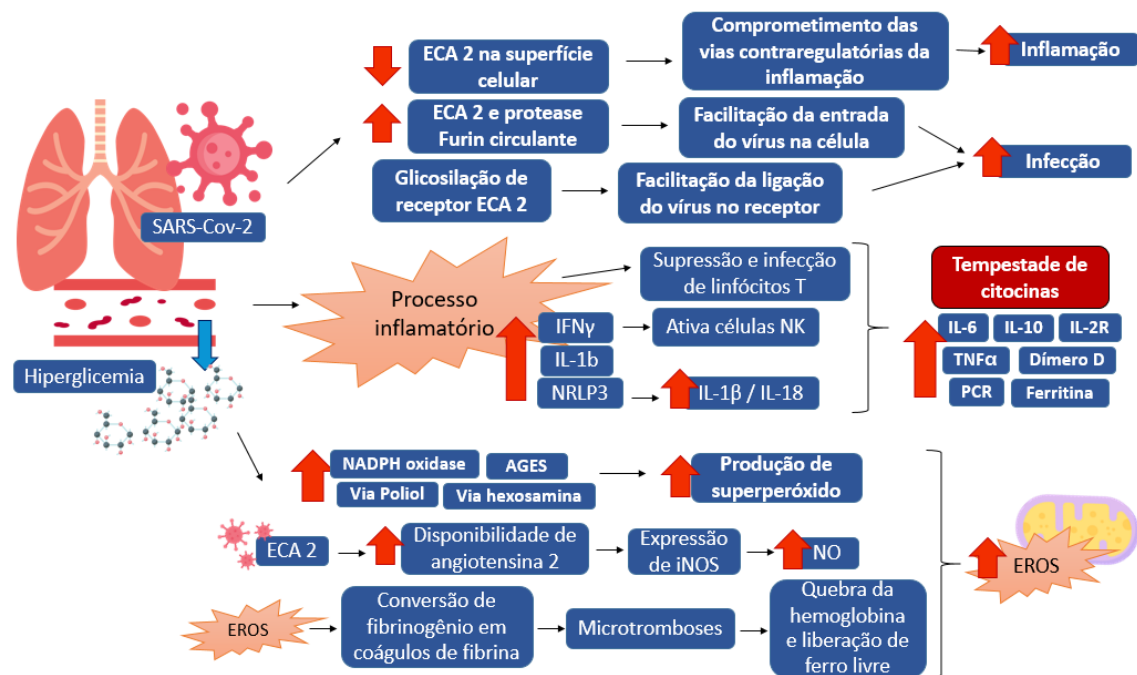 ECA 2 na superfície
celular
Comprometimento das
vias contraregulatórias da
inflamação
Inflamação
ECA 2 e protease
Furin circulante
Facilitação da entrada
do vírus na célula
Infecção
Glicosilação de
receptor ECA 2
Facilitação da ligação
do vírus no receptor
SARS-Cov-2
Hiperglicemia
Processo
inflamatório
Supressão e infecção
de linfócitos T
IFNγ
Ativa células NK
IL-1b
NRLP3
IL-1β / IL-18
Tempestade de
citocinas
IL-6
IL-10
IL-2R
TNFα
Dímero D
PCR
Ferritina
NADPH oxidase
AGES
Via Poliol
Via hexosamina
Produção de
superperóxido
ECA 2
Disponibilidade de
angiotensina 2
Expressão
de iNOS
NO
EROS
EROS
Conversão de
fibrinogênio em
coágulos de fibrina
Microtromboses
Quebra da
hemoglobina
e liberação de
ferro livre